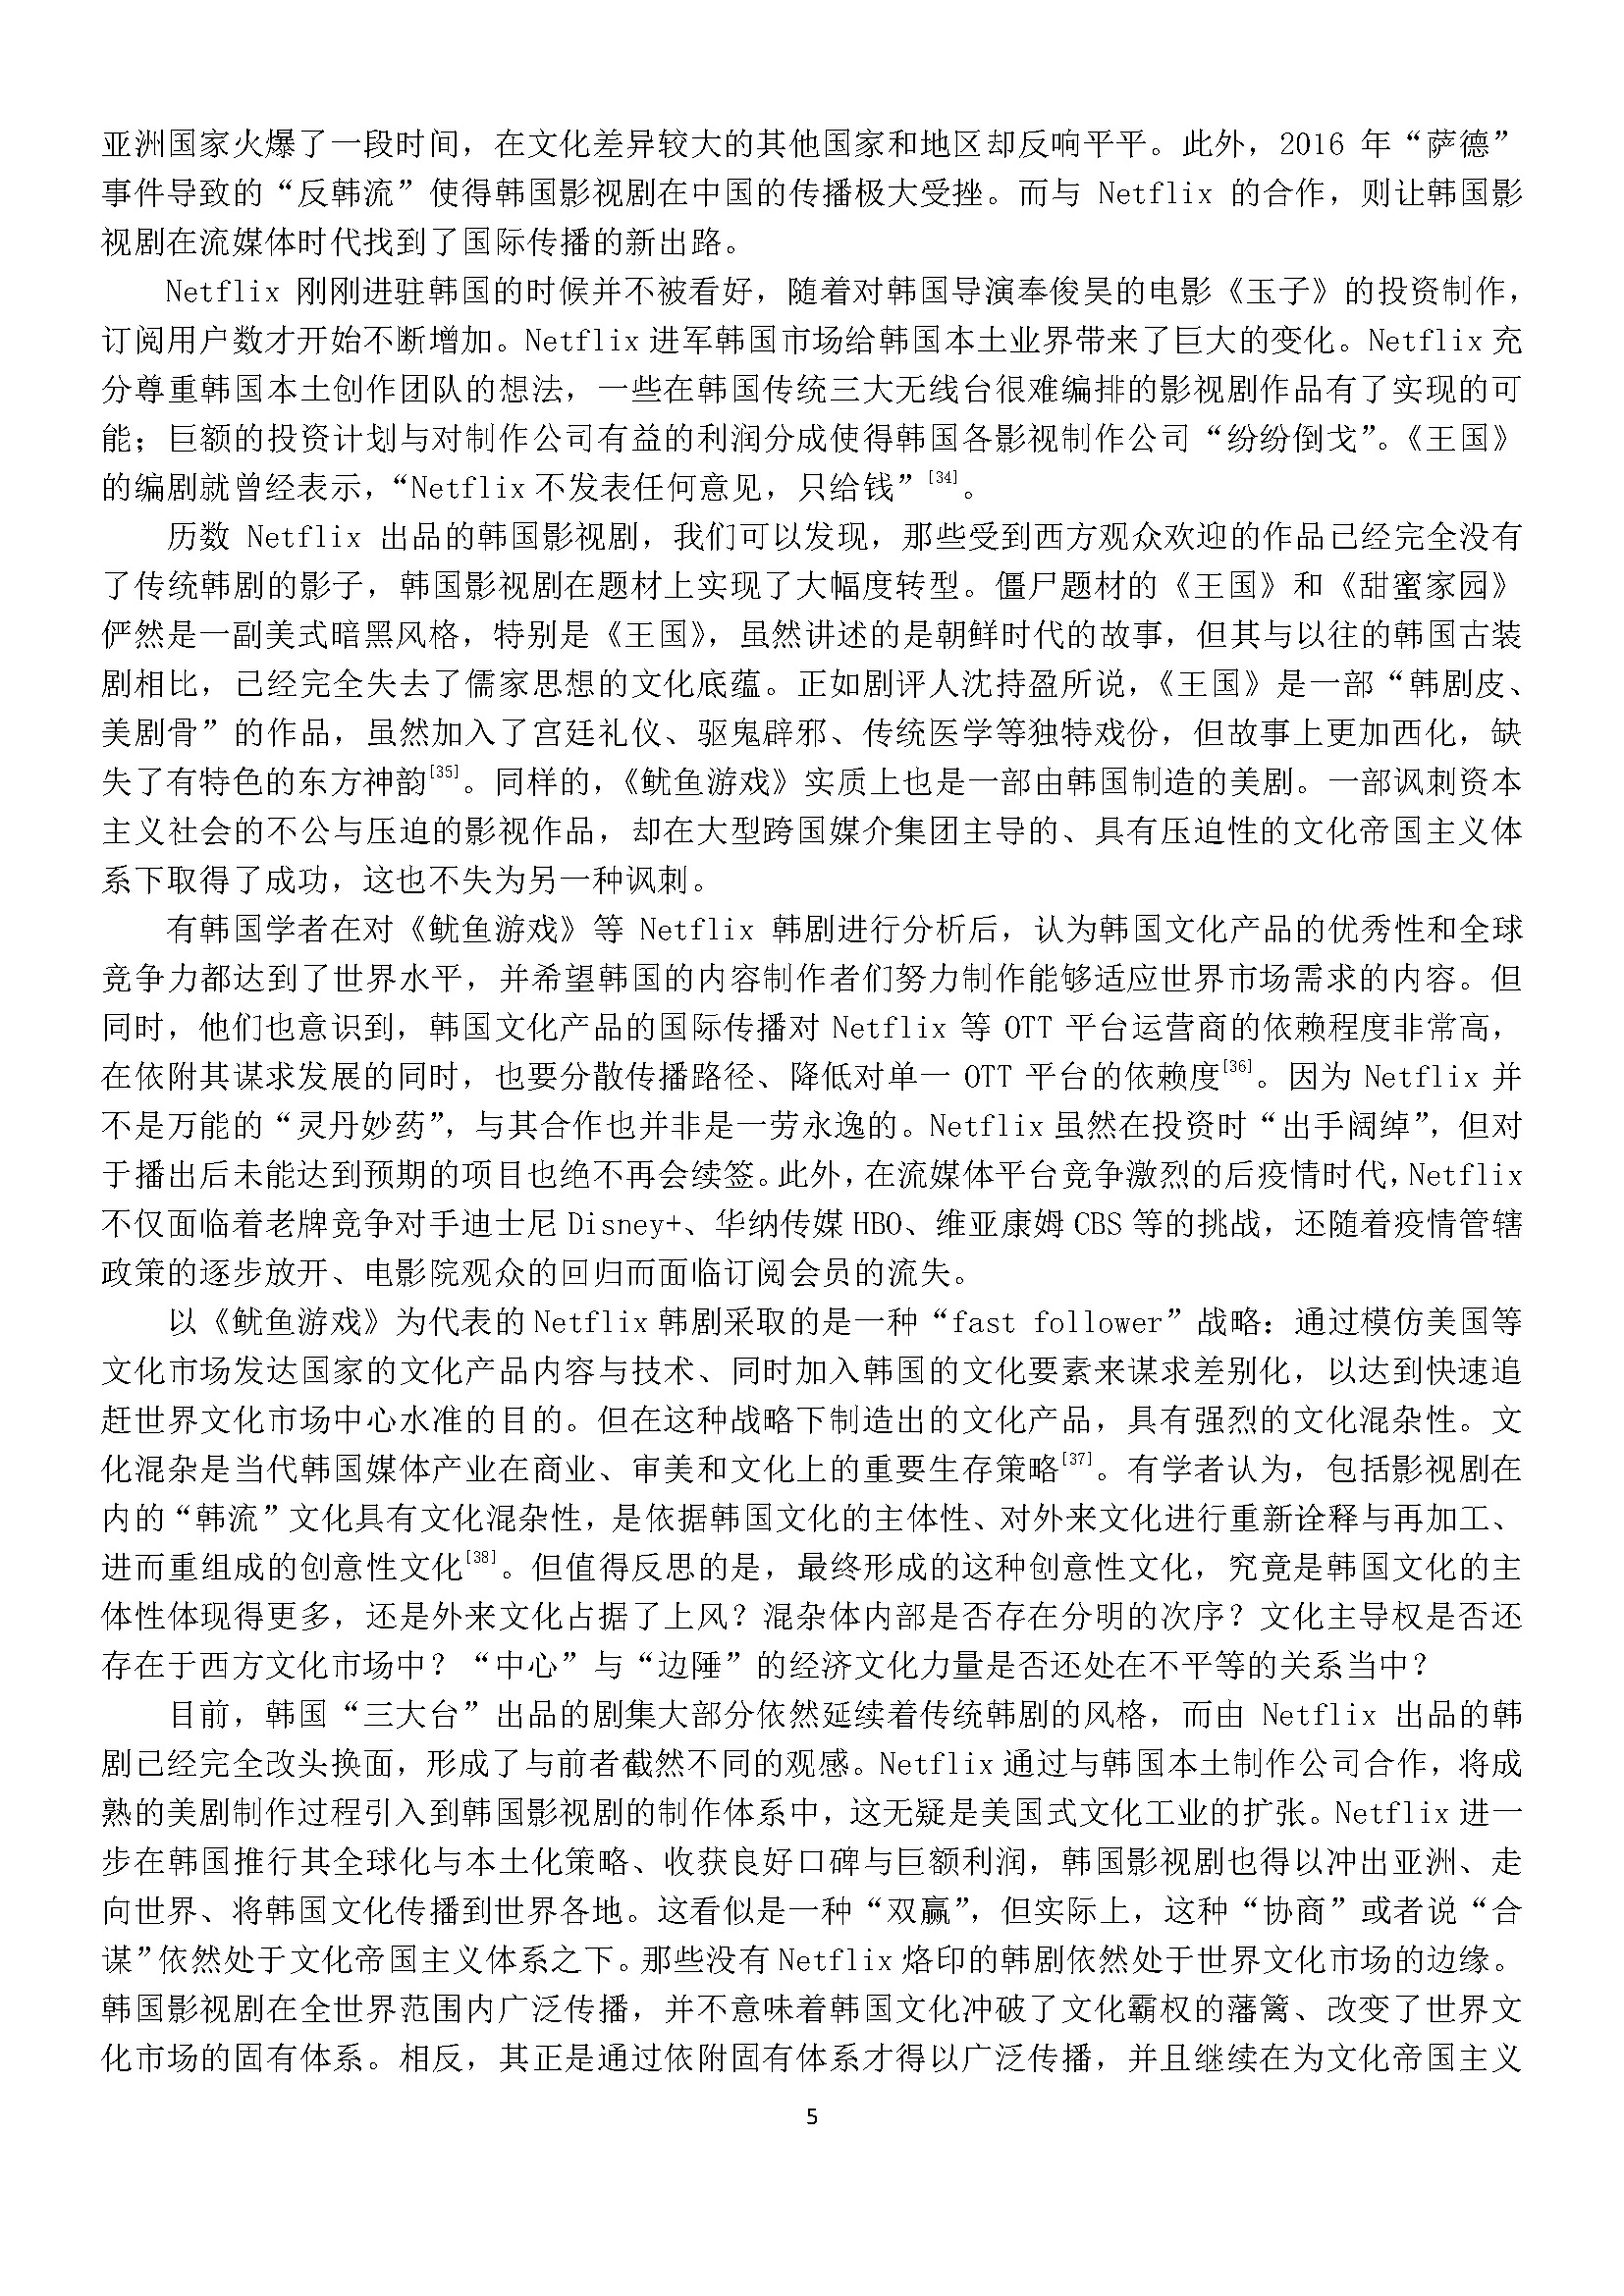 亚洲国家火爆了一段时间，在文化差异较大的其他国家和地区却反响平平。此外，2016 年“萨德”
事件导致的“反韩流”使得韩国影视剧在中国的传播极大受挫。而与 Netflix 的合作，则让韩国影
视剧在流媒体时代找到了国际传播的新出路。
Netflix 刚刚进驻韩国的时候并不被看好，随着对韩国导演奉俊昊的电影《玉子》的投资制作，
订阅用户数才开始不断增加。Netflix 进军韩国市场给韩国本土业界带来了巨大的变化。Netflix 充
分尊重韩国本土创作团队的想法，一些在韩国传统三大无线台很难编排的影视剧作品有了实现的可
能；巨额的投资计划与对制作公司有益的利润分成使得韩国各影视制作公司“纷纷倒戈”。《王国》
的编剧就曾经表示，“Netflix 不发表任何意见，只给钱”[34]。
历数 Netflix 出品的韩国影视剧，我们可以发现，那些受到西方观众欢迎的作品已经完全没有
了传统韩剧的影子，韩国影视剧在题材上实现了大幅度转型。僵尸题材的《王国》和《甜蜜家园》
俨然是一副美式暗黑风格，特别是《王国》，虽然讲述的是朝鲜时代的故事，但其与以往的韩国古装
剧相比，已经完全失去了儒家思想的文化底蕴。正如剧评人沈持盈所说，《王国》是一部“韩剧皮、
美剧骨”的作品，虽然加入了宫廷礼仪、驱鬼辟邪、传统医学等独特戏份，但故事上更加西化，缺
失了有特色的东方神韵[35]。同样的，《鱿鱼游戏》实质上也是一部由韩国制造的美剧。一部讽刺资本
主义社会的不公与压迫的影视作品，却在大型跨国媒介集团主导的、具有压迫性的文化帝国主义体
系下取得了成功，这也不失为另一种讽刺。
有韩国学者在对《鱿鱼游戏》等 Netflix 韩剧进行分析后，认为韩国文化产品的优秀性和全球
竞争力都达到了世界水平，并希望韩国的内容制作者们努力制作能够适应世界市场需求的内容。但
同时，他们也意识到，韩国文化产品的国际传播对 Netflix 等 OTT 平台运营商的依赖程度非常高，
在依附其谋求发展的同时，也要分散传播路径、降低对单一 OTT 平台的依赖度[36]。因为 Netflix 并
不是万能的“灵丹妙药”，与其合作也并非是一劳永逸的。Netflix 虽然在投资时“出手阔绰”，但对
于播出后未能达到预期的项目也绝不再会续签。此外，在流媒体平台竞争激烈的后疫情时代，Netflix
不仅面临着老牌竞争对手迪士尼 Disney+、华纳传媒 HBO、维亚康姆 CBS 等的挑战，还随着疫情管辖
政策的逐步放开、电影院观众的回归而面临订阅会员的流失。
以《鱿鱼游戏》为代表的 Netflix 韩剧采取的是一种“fast follower”战略：通过模仿美国等
文化市场发达国家的文化产品内容与技术、同时加入韩国的文化要素来谋求差别化，以达到快速追
赶世界文化市场中心水准的目的。但在这种战略下制造出的文化产品，具有强烈的文化混杂性。文
化混杂是当代韩国媒体产业在商业、审美和文化上的重要生存策略[37]。有学者认为，包括影视剧在
内的“韩流”文化具有文化混杂性，是依据韩国文化的主体性、对外来文化进行重新诠释与再加工、
进而重组成的创意性文化[38]。但值得反思的是，最终形成的这种创意性文化，究竟是韩国文化的主
体性体现得更多，还是外来文化占据了上风？混杂体内部是否存在分明的次序？文化主导权是否还
存在于西方文化市场中？“中心”与“边陲”的经济文化力量是否还处在不平等的关系当中？
目前，韩国“三大台”出品的剧集大部分依然延续着传统韩剧的风格，而由 Netflix 出品的韩
剧已经完全改头换面，形成了与前者截然不同的观感。Netflix 通过与韩国本土制作公司合作，将成
熟的美剧制作过程引入到韩国影视剧的制作体系中，这无疑是美国式文化工业的扩张。Netflix 进一
步在韩国推行其全球化与本土化策略、收获良好口碑与巨额利润，韩国影视剧也得以冲出亚洲、走
向世界、将韩国文化传播到世界各地。这看似是一种“双赢”，但实际上，这种“协商”或者说“合
谋”依然处于文化帝国主义体系之下。那些没有 Netflix 烙印的韩剧依然处于世界文化市场的边缘。
韩国影视剧在全世界范围内广泛传播，并不意味着韩国文化冲破了文化霸权的藩篱、改变了世界文
化市场的固有体系。相反，其正是通过依附固有体系才得以广泛传播，并且继续在为文化帝国主义
5